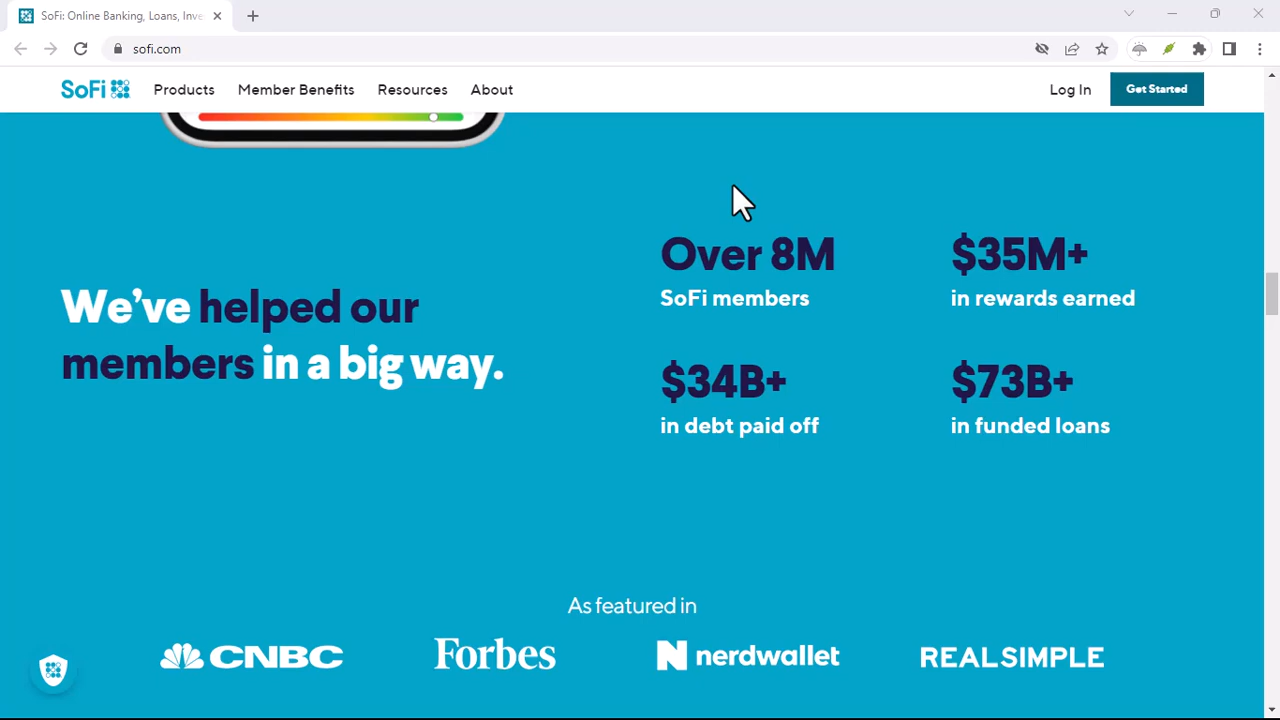 SoFi: Online Banking, Loans, Inve
sofi.com
SoFi
Products
Member Benefits
Resources
About
Log In
Get Started
We've helped our
members in a big way.
Over 8M
SoFi members
$35M+
in rewards earned
$34B+
in debt paid off
$73B+
in funded loans
As featured in
CNBC
Forbes
nerdwallet
REALSIMPLE